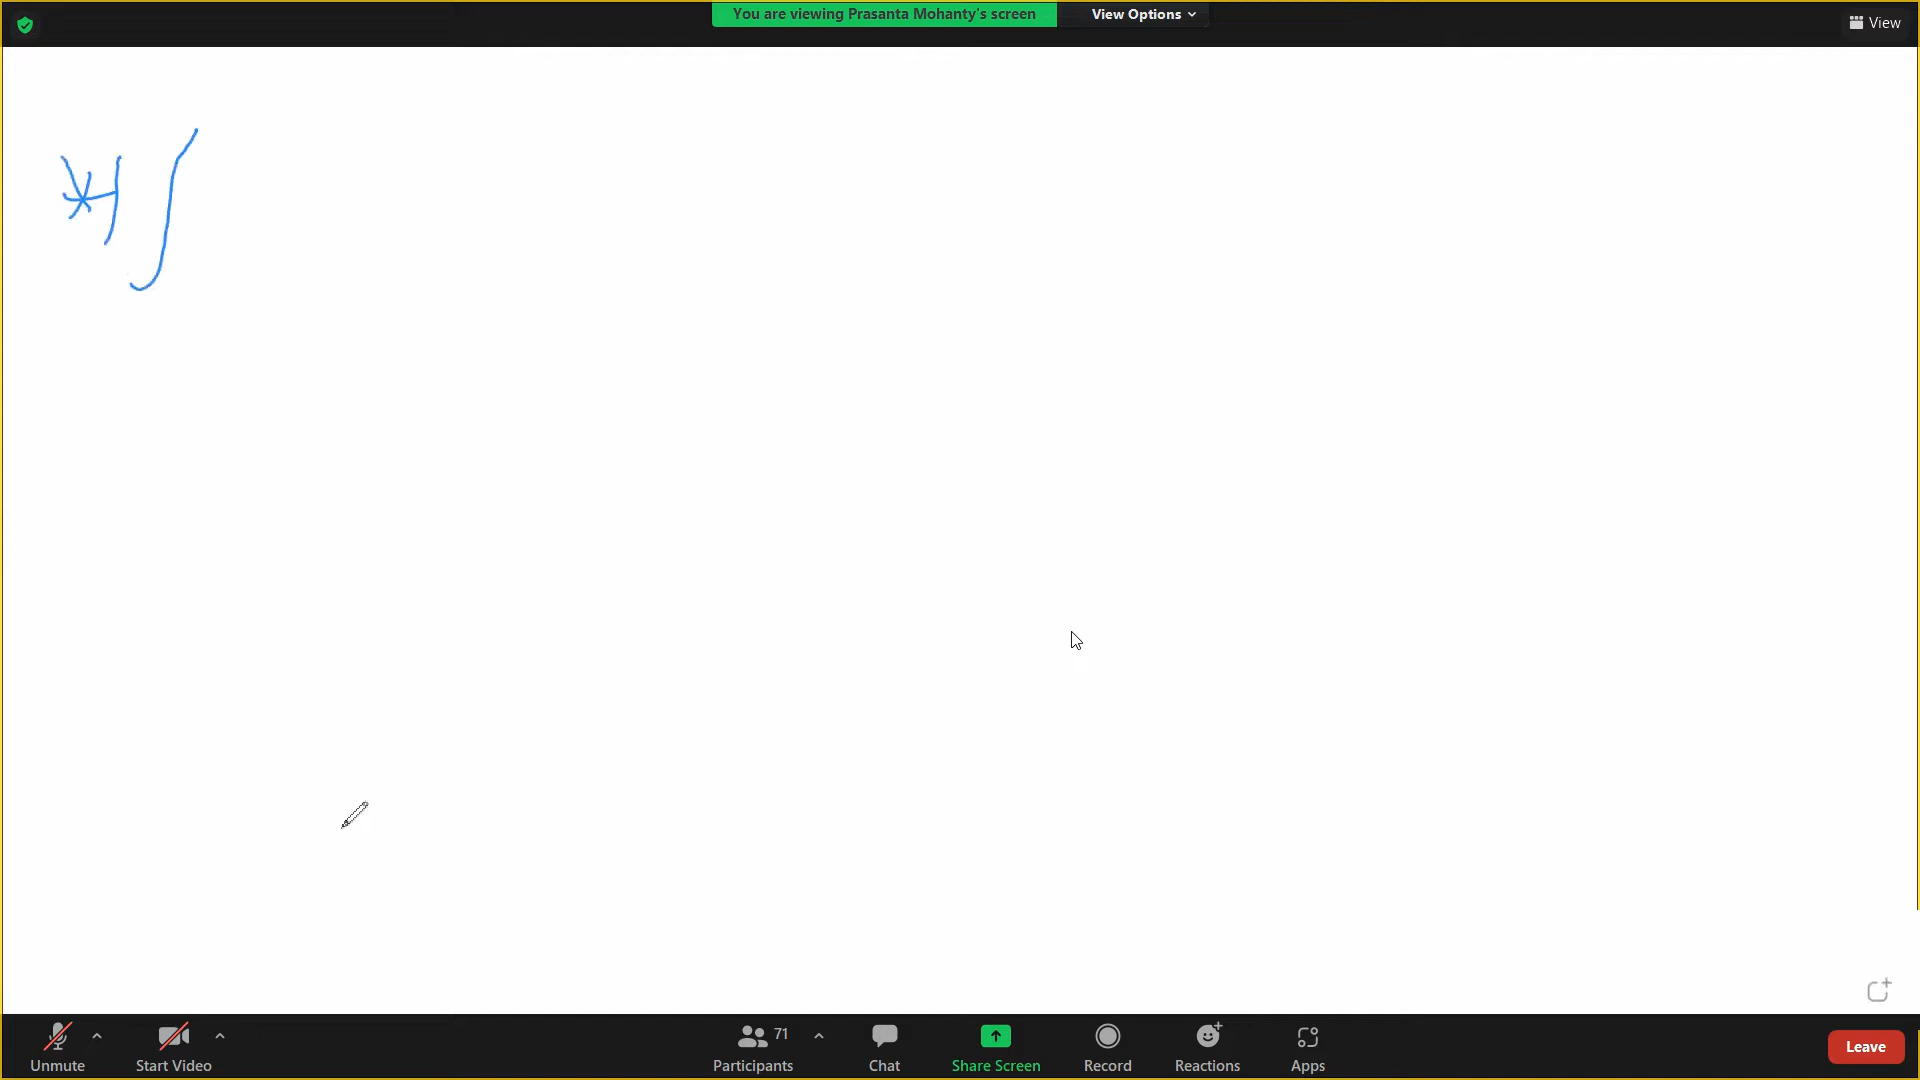 You are viewing Prasanta Mohanty's screen
View Options
View
∫
Unmute
Start Video
Participants
71
Chat
Share Screen
Record
Reactions
Apps
Leave